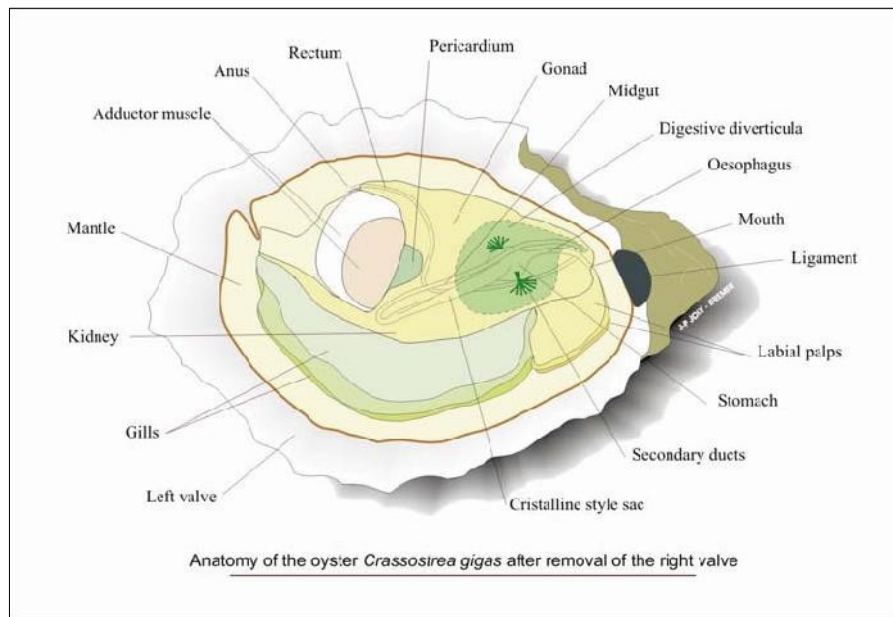 Rectum
Pericardium
Anus
Gonad
Adductor muscle
Midgut
Digestive diverticula
Oesophagus
Mantle
Mouth
Ligament
Kidney
Labial palps
Gills
Stomach
Secondary ducts
Left valve
Cristalline style sac
Anatomy of the oyster Crassostrea gigas after removal of the right valve